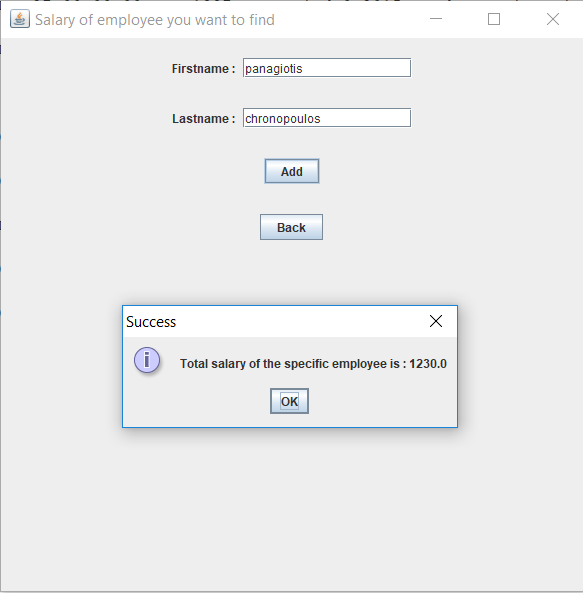 Salary of employee you want to find
Firstname : panagiotis
Lastname : chronopoulos
Add
Back
Success
Total salary of the specific employee is : 1230.0
OK